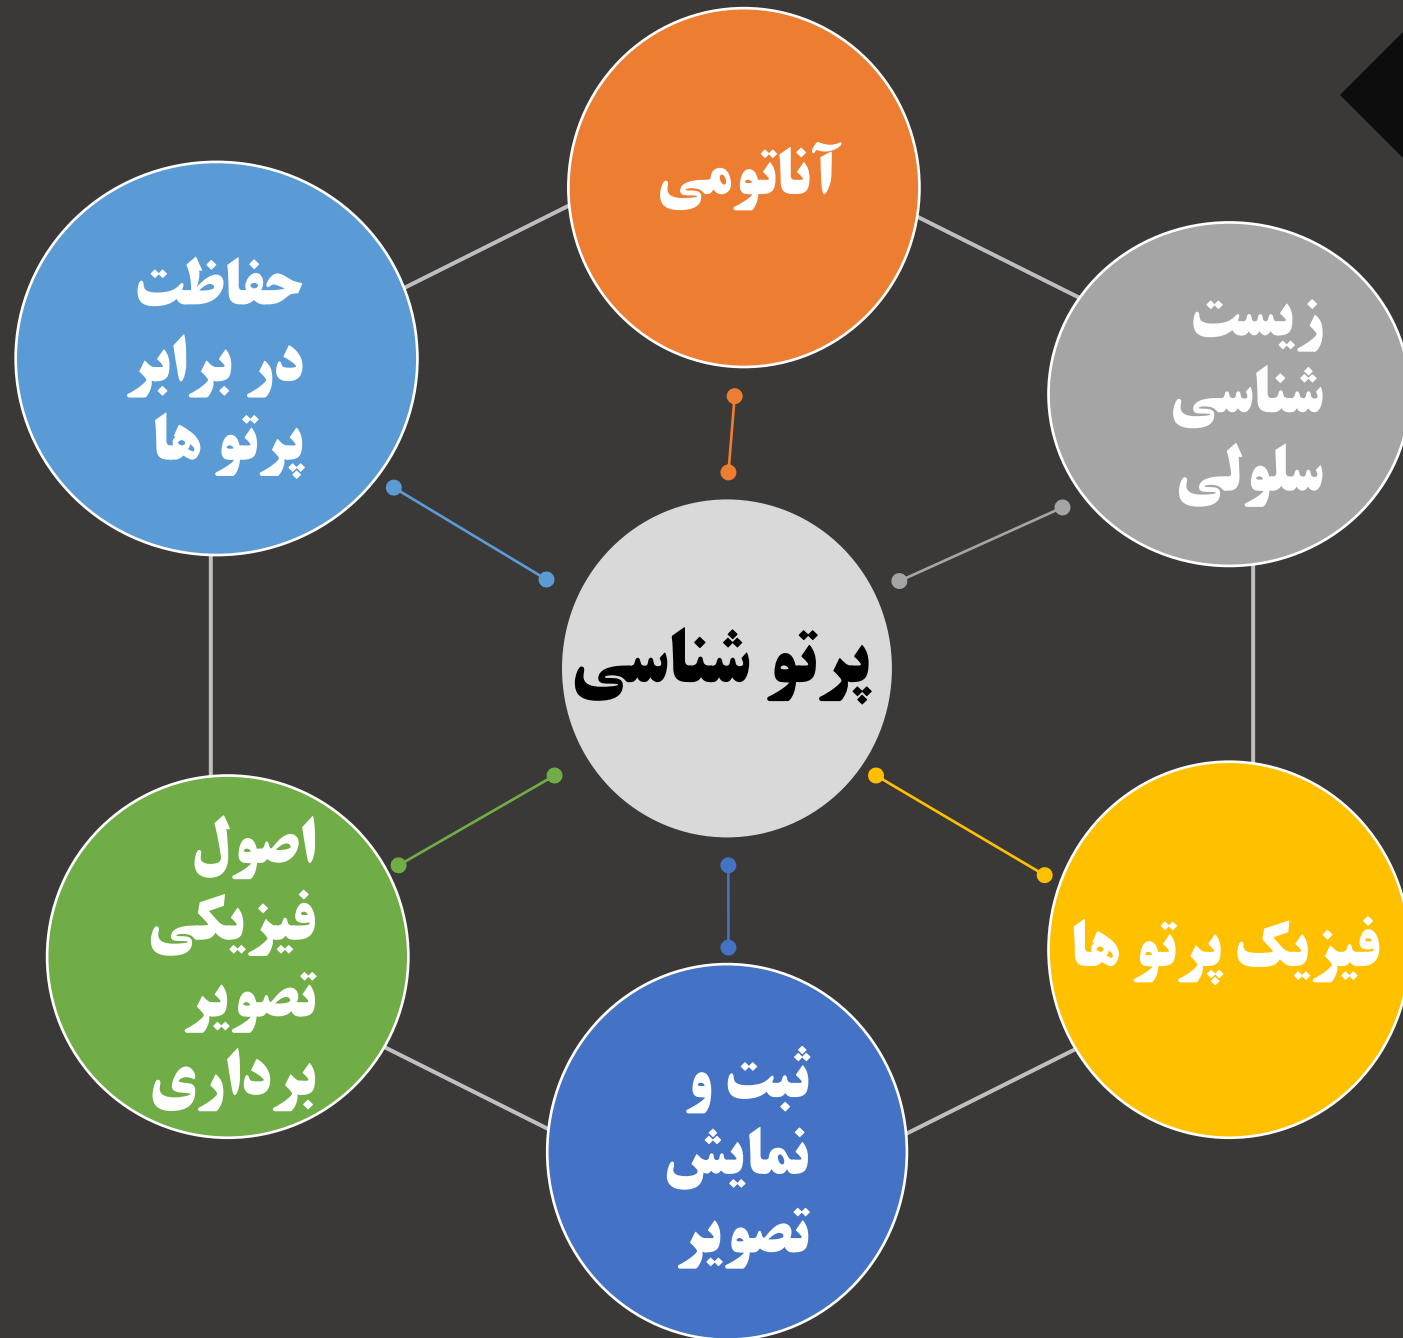 آناتومی
زیست
شناسی
سلولی
فیزیک پرتو ها
ثبت و
نمایش
تصویر
اصول
فیزیکی
تصویر
برداری
حفاظت
در برابر
پرتو ها
پرتو شناسی